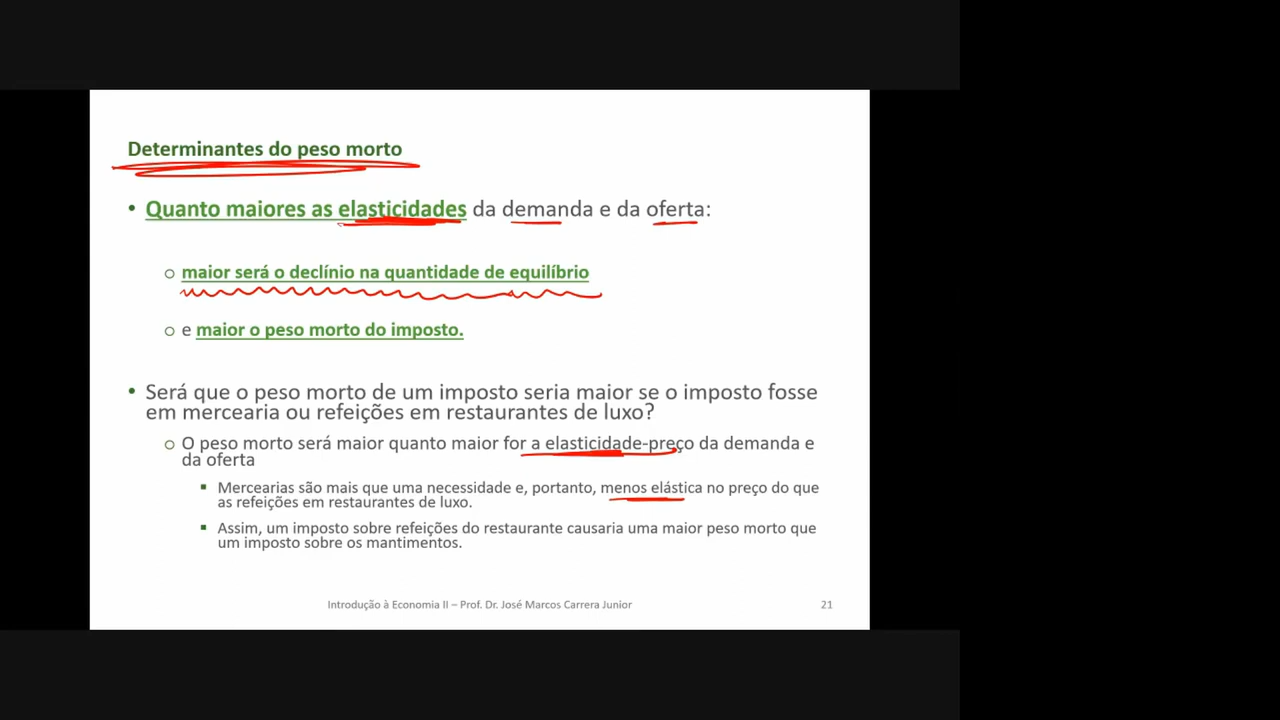 Determinantes do peso morto
• Quanto maiores as elasticidades da demanda e da oferta:
o maior será o declínio na quantidade de equilíbrio
o e maior o peso morto do imposto.
• Será que o peso morto de um imposto seria maior se o imposto fosse
em mercearia ou refeições em restaurantes de luxo?
o O peso morto será maior quanto maior for a elasticidade-preço da demanda e
da oferta
▪ Mercearias são mais que uma necessidade e, portanto, menos elástica no preço do que
as refeições em restaurantes de luxo.
▪ Assim, um imposto sobre refeições do restaurante causaria uma maior peso morto que
um imposto sobre os mantimentos.
Introdução à Economia II – Prof. Dr. José Marcos Carrera Junior
21